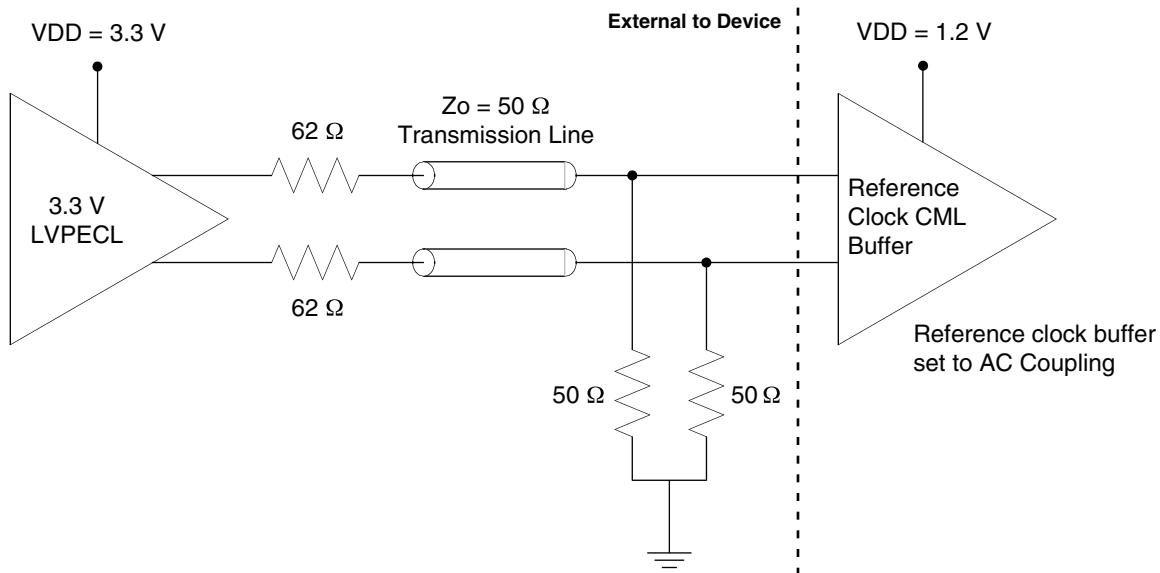 External to Device
VDD = 3.3 V
VDD = 1.2 V
Zo = 50 Ω
Transmission Line
62 Ω
3.3 V
LVPECL
Reference
Clock CML
Buffer
62 Ω
Reference clock buffer
set to AC Coupling
50 Ω
50 Ω